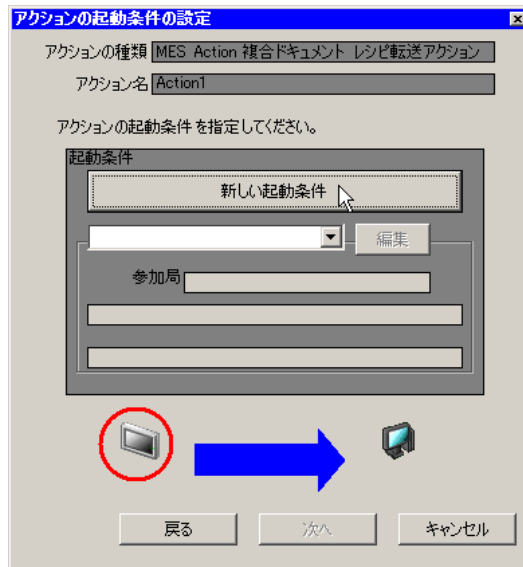 アクションの起動条件の設定
アクションの種類 MES Action 複合ドキュメント レシピ転送アクション
アクション名 Action1
アクションの起動条件を指定してください。
起動条件
新しい起動条件
編集
参加局
戻る 次へ キャンセル